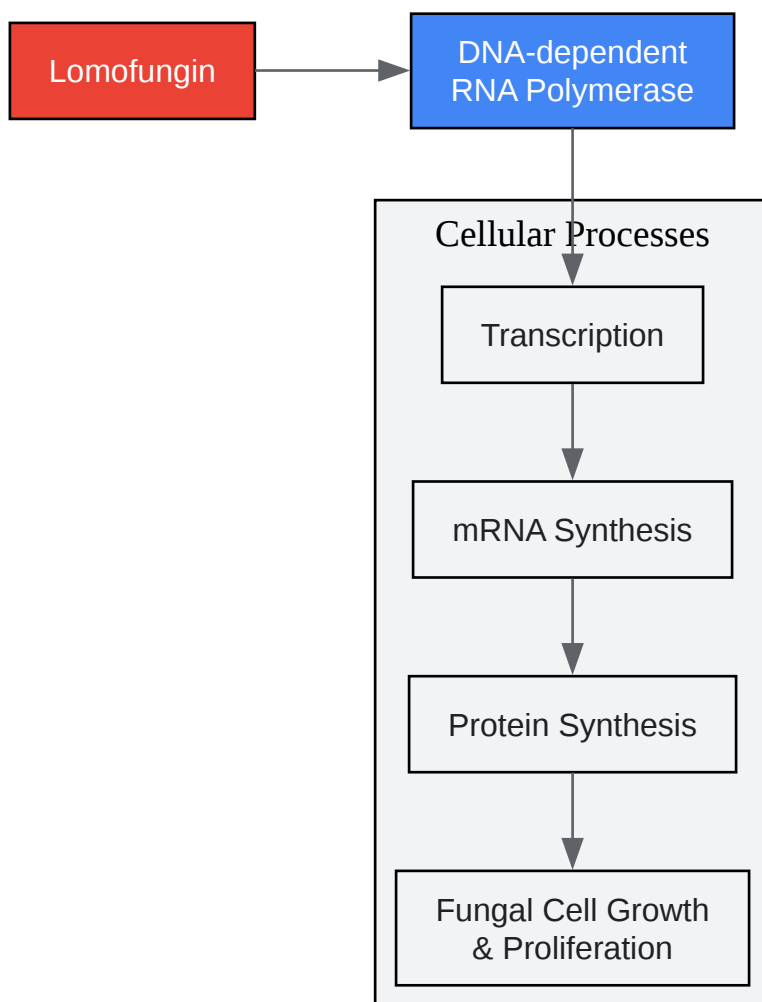 Lomofungin
DNA-dependent
RNA Polymerase
Cellular Processes
Transcription
mRNA Synthesis
Protein Synthesis
Fungal Cell Growth
& Proliferation